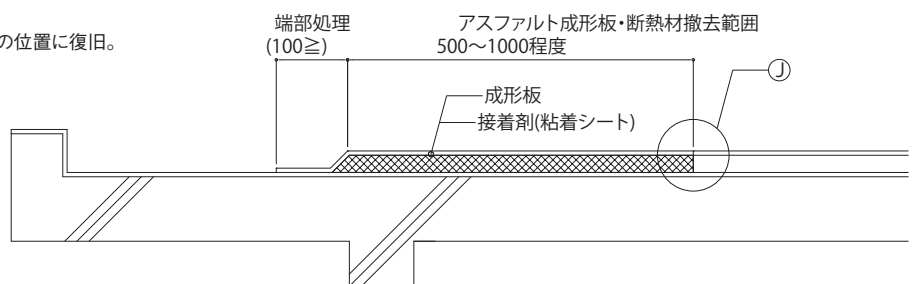 の位置に復旧。
端部処理
(100≧)
アスファルト成形板・断熱材撤去範囲
500～1000程度
J
成形板
接着剤(粘着シート)